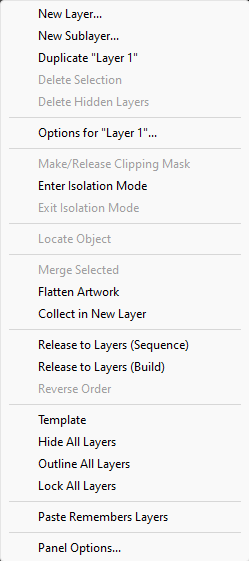 New Layer...
New Sublayer...
Duplicate "Layer 1"
Delete Selection
Delete Hidden Layers
Options for "Layer 1"...
Make/Release Clipping Mask
Enter Isolation Mode
Exit Isolation Mode
Locate Object
Merge Selected
Flatten Artwork
Collect in New Layer
Release to Layers (Sequence)
Release to Layers (Build)
Reverse Order
Template
Hide All Layers
Outline All Layers
Lock All Layers
Paste Remembers Layers
Panel Options...